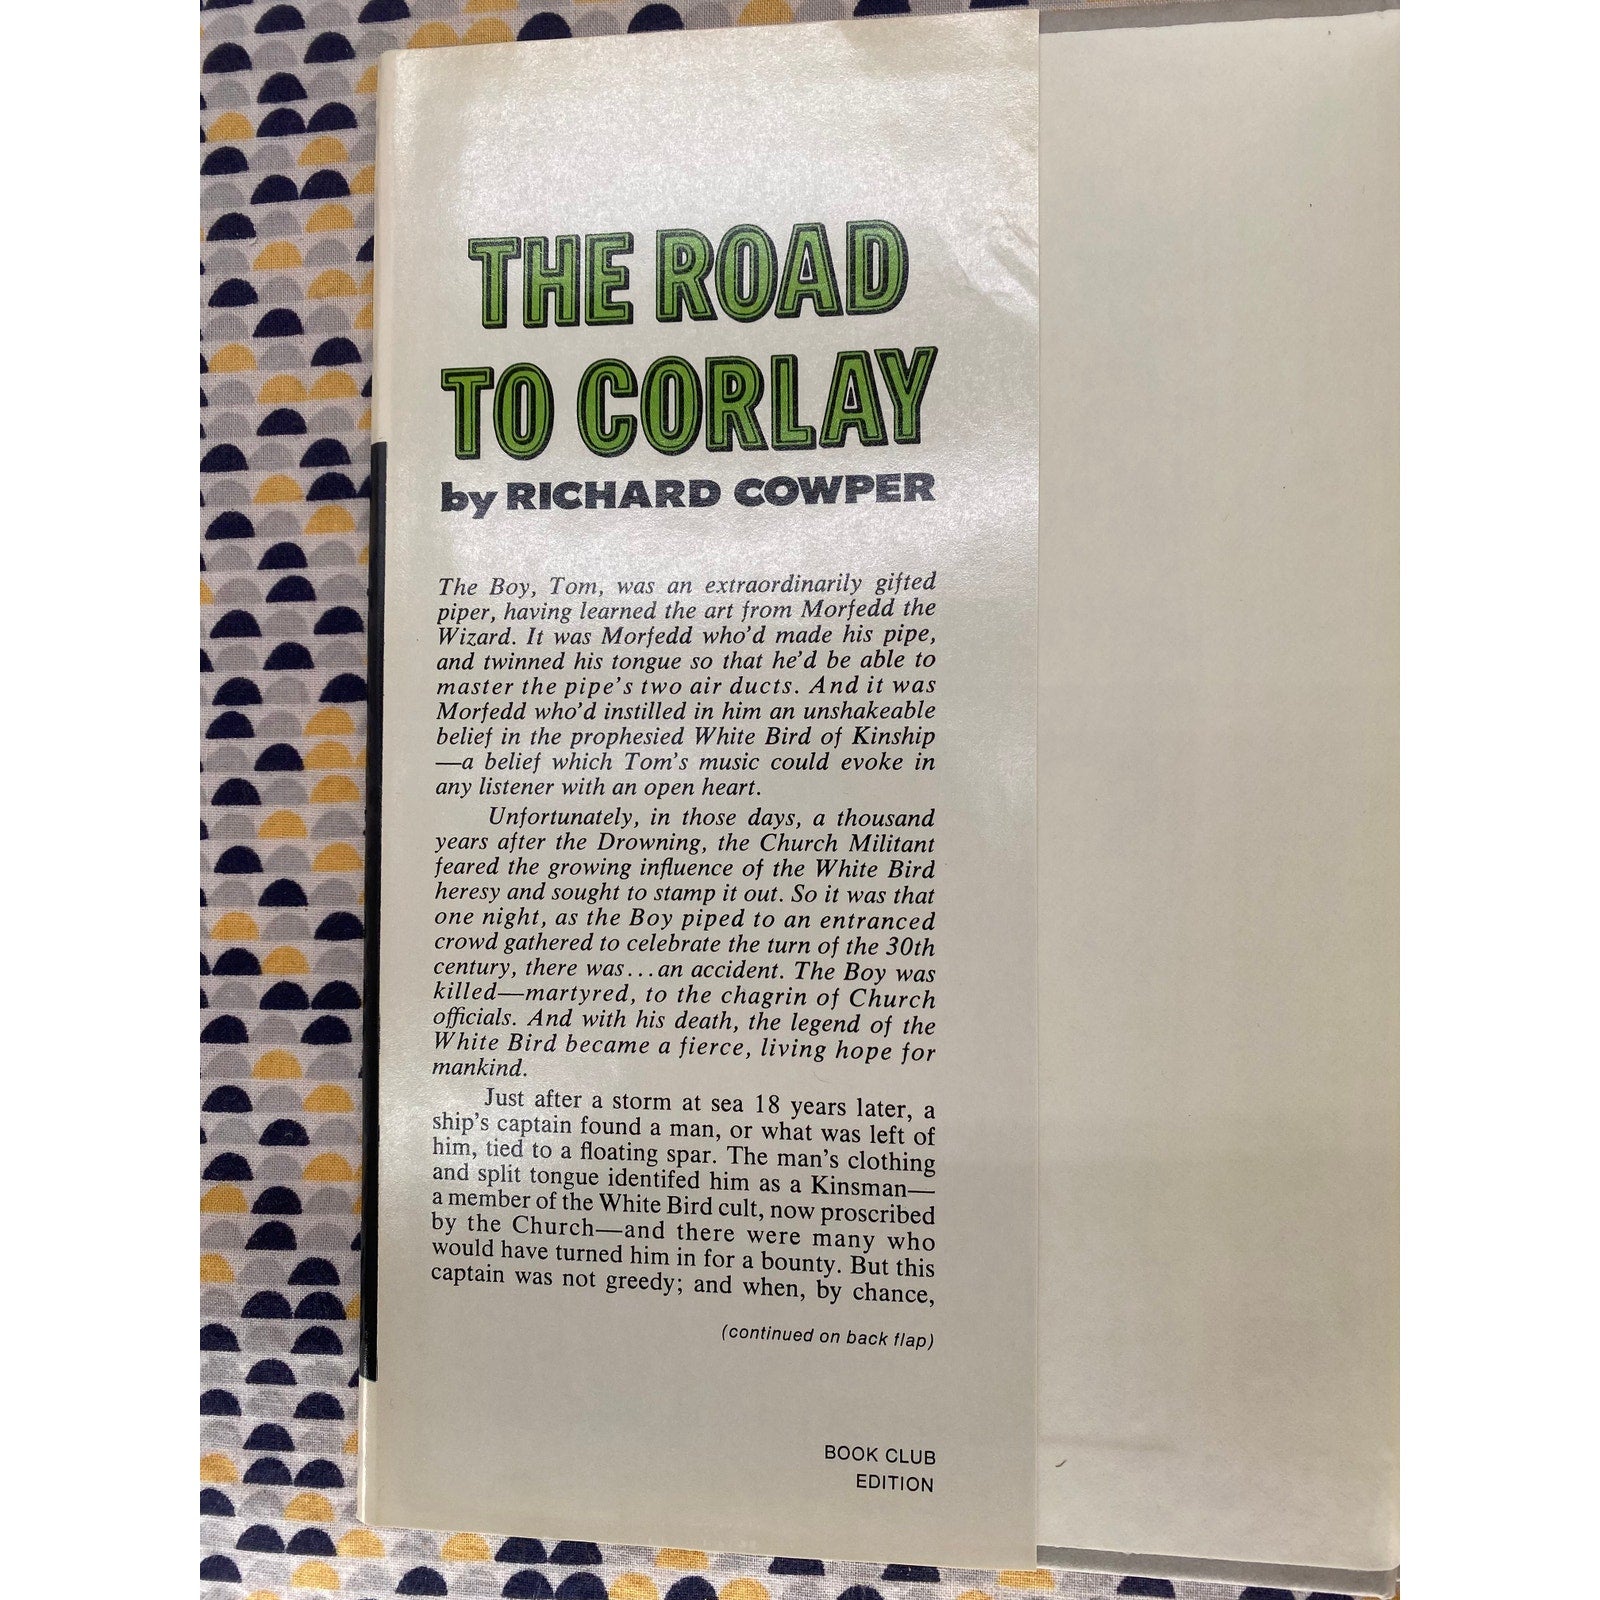 THE ROAD
TO CORLAY
by RICHARD COWPER
The Boy, Tom, was an extraordinarily gifted
piper, having learned the art from Morfedd the
Wizard. It was Morfedd who'd made his pipe,
and twinned his tongue so that he'd be able to
master the pipe's two air ducts. And it was
Morfedd who'd instilled in him an unshakeable
belief in the prophesied White Bird of Kinship
—a belief which Tom's music could evoke in
any listener with an open heart.
Unfortunately, in those days, a thousand
years after the Drowning, the Church Militant
feared the growing influence of the White Bird
heresy and sought to stamp it out. So it was that
one night, as the Boy piped to an entranced
crowd gathered to celebrate the turn of the 30th
century, there was...an accident. The Boy was
killed—martyred, to the chagrin of Church
officials. And with his death, the legend of the
White Bird became a fierce, living hope for
mankind.
Just after a storm at sea 18 years later, a
ship's captain found a man, or what was left of
him, tied to a floating spar. The man's clothing
and split tongue identifed him as a Kinsman—
a member of the White Bird cult, now proscribed
by the Church—and there were many who
would have turned him in for a bounty. But this
captain was not greedy; and when, by chance,
(continued on back flap)
BOOK CLUB
EDITION